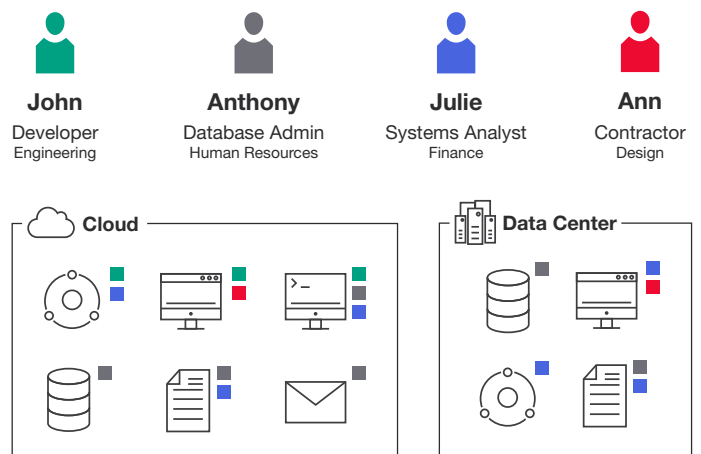 John
Developer
Engineering
Anthony
Database Admin
Human Resources
Julie
Systems Analyst
Finance
Ann
Contractor
Design
Cloud
Data Center
>_